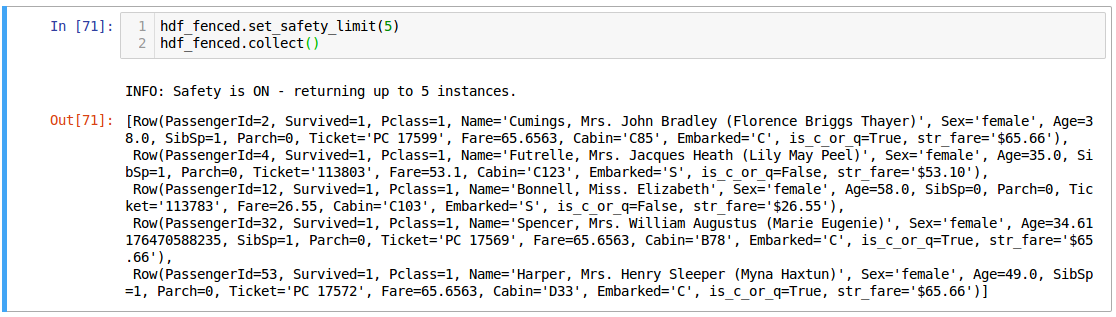 In [71]: 1 hdf_fenced.set_safety_limit(5)
2 hdf_fenced.collect()
INFO: Safety is ON - returning up to 5 instances.
Out[71]: [Row(PassengerId=2, Survived=1, Pclass=1, Name='Cumings, Mrs. John Bradley (Florence Briggs Thayer)', Sex='female', Age=3
8.0, SibSp=1, Parch=0, Ticket='PC 17599', Fare=65.6563, Cabin='C85', Embarked='C', is_c_or_q=True, str_fare='$65.66'),
Row(PassengerId=4, Survived=1, Pclass=1, Name='Futrelle, Mrs. Jacques Heath (Lily May Peel)', Sex='female', Age=35.0, Si
bSp=1, Parch=0, Ticket='113803', Fare=53.1, Cabin='C123', Embarked='S', is_c_or_q=False, str_fare='$53.10'),
Row(PassengerId=12, Survived=1, Pclass=1, Name='Bonnell, Miss. Elizabeth', Sex='female', Age=58.0, SibSp=0, Parch=0, Tic
ket='113783', Fare=26.55, Cabin='C103', Embarked='S', is_c_or_q=False, str_fare='$26.55'),
Row(PassengerId=32, Survived=1, Pclass=1, Name='Spencer, Mrs. William Augustus (Marie Eugenie)', Sex='female', Age=34.61
176470588235, SibSp=1, Parch=0, Ticket='PC 17569', Fare=65.6563, Cabin='B78', Embarked='C', is_c_or_q=True, str_fare='$65
.66'),
Row(PassengerId=53, Survived=1, Pclass=1, Name='Harper, Mrs. Henry Sleeper (Myna Haxtun)', Sex='female', Age=49.0, SibSp
=1, Parch=0, Ticket='PC 17572', Fare=65.6563, Cabin='D33', Embarked='C', is_c_or_q=True, str_fare='$65.66')]